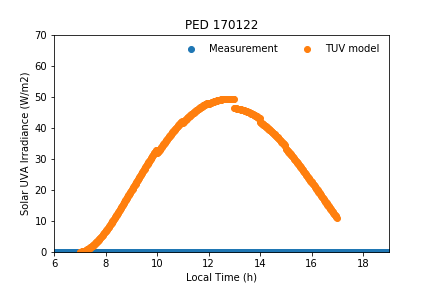 PED 170122
Measurement
TUV model
70
60
50
40
30
20
10
0
Solar UVA Irradiance (W/m2)
6 8 10 12 14 16 18
Local Time (h)